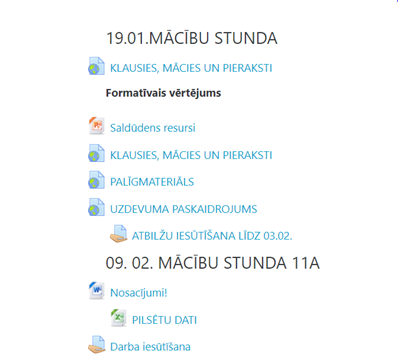 19.01.MĀCĪBU STUNDA
KLAUSIES, MĀCIES UN PIERAKSTI
Formatīvais vērtējums
Saldūdens resursi
KLAUSIES, MĀCIES UN PIERAKSTI
PALĪGMATERIĀLS
UZDEVUMA PASKAIDROJUMS
ATBILŽU IESŪTĪŠANA LĪDZ 03.02.
09. 02. MĀCĪBU STUNDA 11A
Nosacījumi!
PILSĒTU DATI
Darba iesūtīšana